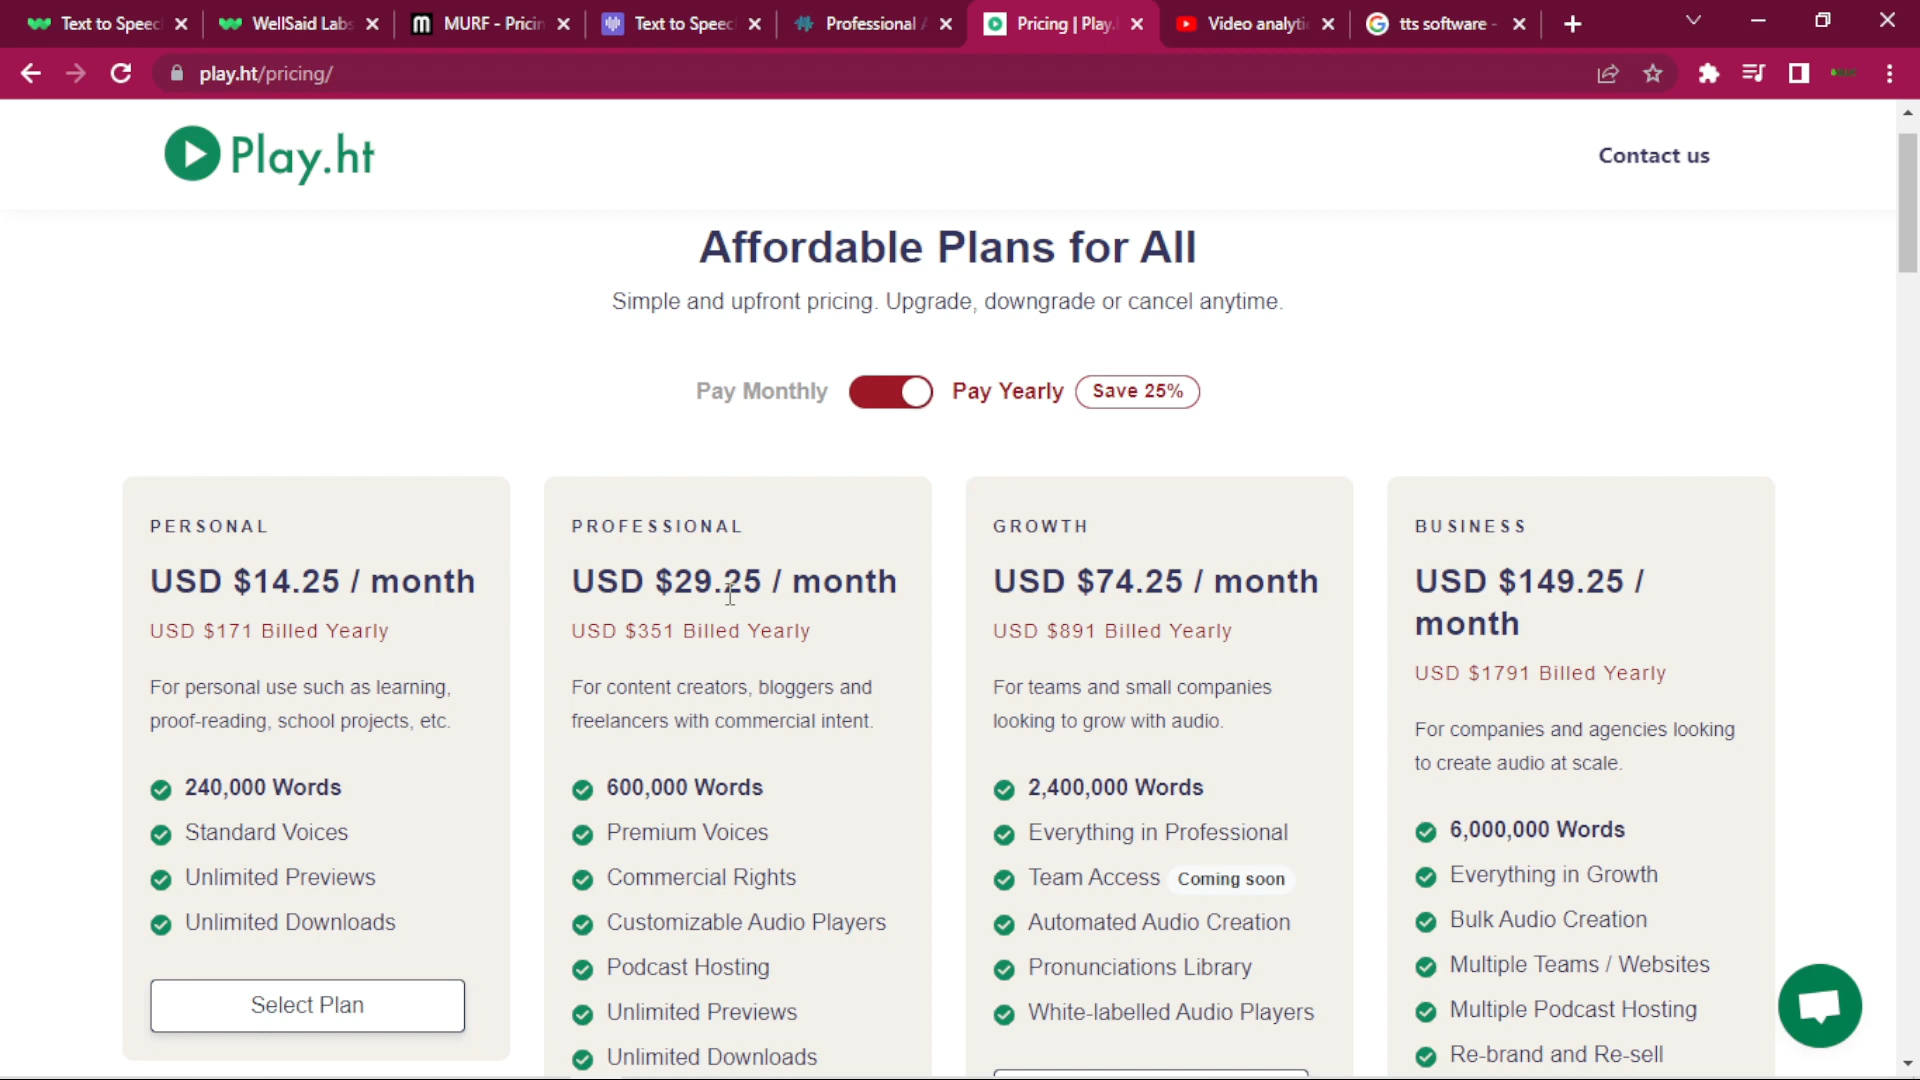 Text to Speec
WellSaid Labs
MURF - Pricin
Text to Speec
Professional A
Pricing | Play.
Video analytic
tts software -
play.ht/pricing/
Play.ht
Contact us
Affordable Plans for All
Simple and upfront pricing. Upgrade, downgrade or cancel anytime.
Pay Monthly
Pay Yearly
Save 25%
PERSONAL
USD $14.25 / month
USD $171 Billed Yearly
For personal use such as learning,
proof-reading, school projects, etc.
240,000 Words
Standard Voices
Unlimited Previews
Unlimited Downloads
Select Plan
PROFESSIONAL
USD $29.25 / month
USD $351 Billed Yearly
For content creators, bloggers and
freelancers with commercial intent.
600,000 Words
Premium Voices
Commercial Rights
Customizable Audio Players
Podcast Hosting
Unlimited Previews
Unlimited Downloads
GROWTH
USD $74.25 / month
USD $891 Billed Yearly
For teams and small companies
looking to grow with audio.
2,400,000 Words
Everything in Professional
Team Access Coming soon
Automated Audio Creation
Pronunciations Library
White-labelled Audio Players
BUSINESS
USD $149.25 /
month
USD $1791 Billed Yearly
For companies and agencies looking
to create audio at scale.
6,000,000 Words
Everything in Growth
Bulk Audio Creation
Multiple Teams / Websites
Multiple Podcast Hosting
Re-brand and Re-sell